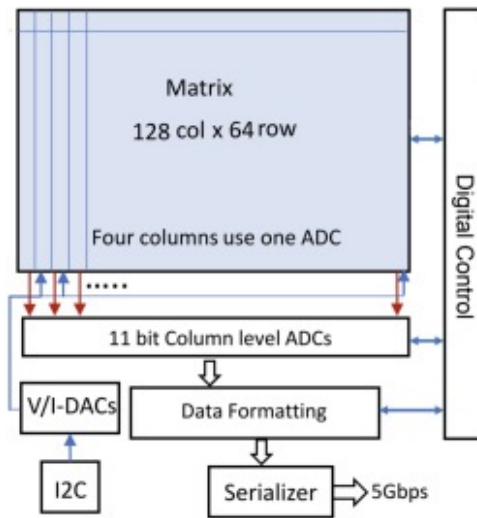 Matrix
128 col x 64 row
Four columns use one ADC
.....
11 bit Column level ADCs
V/I-DACs
Data Formatting
I2C
Serializer
5Gbps
Digital Control